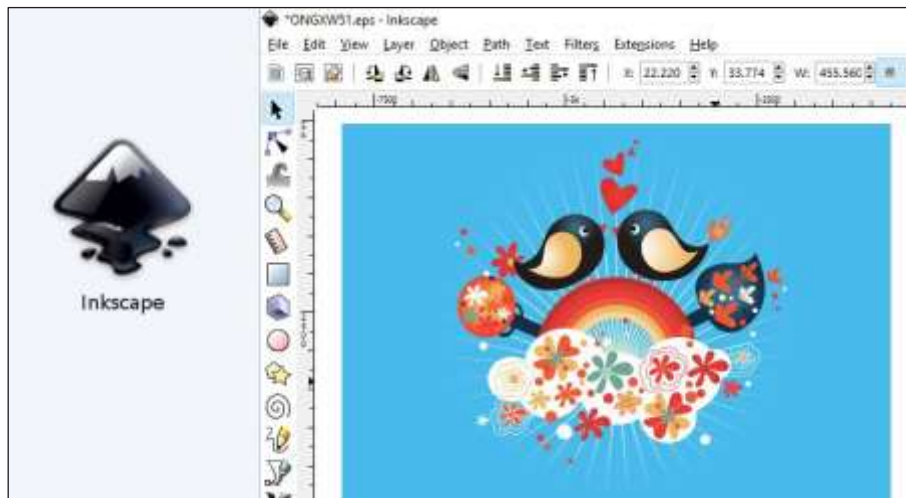 Inkscape
*ONGXW51.eps - Inkscape
File Edit View Layer Object Path Text Filters Extensions Help
X: 22.220 Y: 33.774 W: 455.560